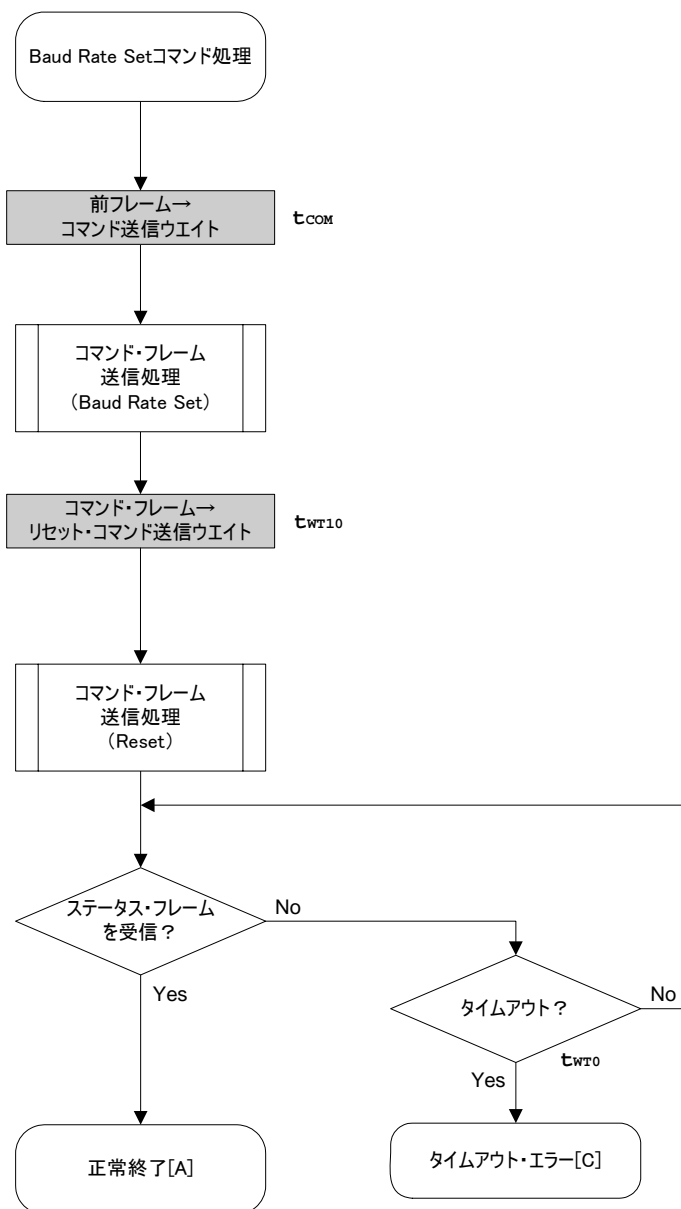 Baud Rate Setコマンド処理
前フレーム→
コマンド送信ウエイト
tCOM
コマンド・フレーム
送信処理
(Baud Rate Set)
コマンド・フレーム→
リセット・コマンド送信ウエイト
tWT10
コマンド・フレーム
送信処理
(Reset)
ステータス・フレーム
を受信？
No
Yes
タイムアウト？
No
tWT0
Yes
正常終了[A]
タイムアウト・エラー[C]